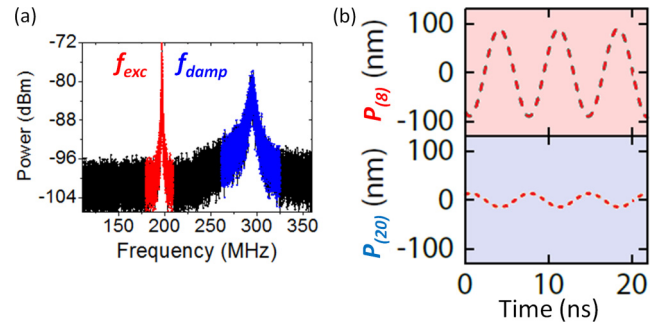 (a)
-72
-80
-88
-96
-104
Power (dBm)
f_exc f_damp
150 200 250 300 350
Frequency (MHz)
(b)
100
0
-100
P_(8) (nm)
100
0
-100
P_(20) (nm)
0 10 20
Time (ns)